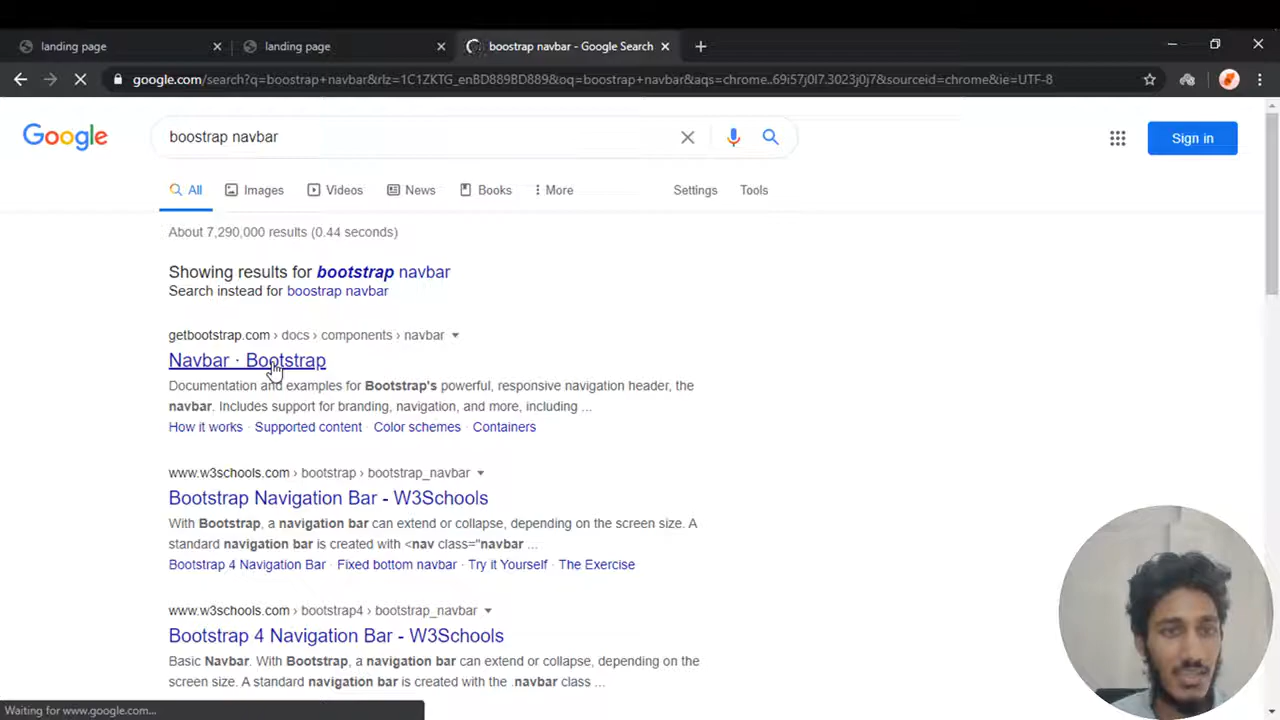 landing page
landing page
boostrap navbar - Google Search
google.com/search?q=boostrap+navbar&rlz=1C1ZKTG_enBD889BD889&oq=boostrap+navbar&aqs=chrome..69i57j0l7.3023j0j7&sourceid=chrome&ie=UTF-8
Google
boostrap navbar
Sign in
All
Images
Videos
News
Books
More
Settings
Tools
About 7,290,000 results (0.44 seconds)
Showing results for bootstrap navbar
Search instead for boostrap navbar
getbootstrap.com › docs › components › navbar
Navbar · Bootstrap
Documentation and examples for Bootstrap's powerful, responsive navigation header, the
navbar. Includes support for branding, navigation, and more, including ...
How it works · Supported content · Color schemes · Containers
www.w3schools.com › bootstrap › bootstrap_navbar
Bootstrap Navigation Bar - W3Schools
With Bootstrap, a navigation bar can extend or collapse, depending on the screen size. A
standard navigation bar is created with <nav class="navbar ...
Bootstrap 4 Navigation Bar · Fixed bottom navbar · Try it Yourself · The Exercise
www.w3schools.com › bootstrap4 › bootstrap_navbar
Bootstrap 4 Navigation Bar - W3Schools
Basic Navbar. With Bootstrap, a navigation bar can extend or collapse, depending on the
screen size. A standard navigation bar is created with the .navbar class ...
Waiting for www.google.com...